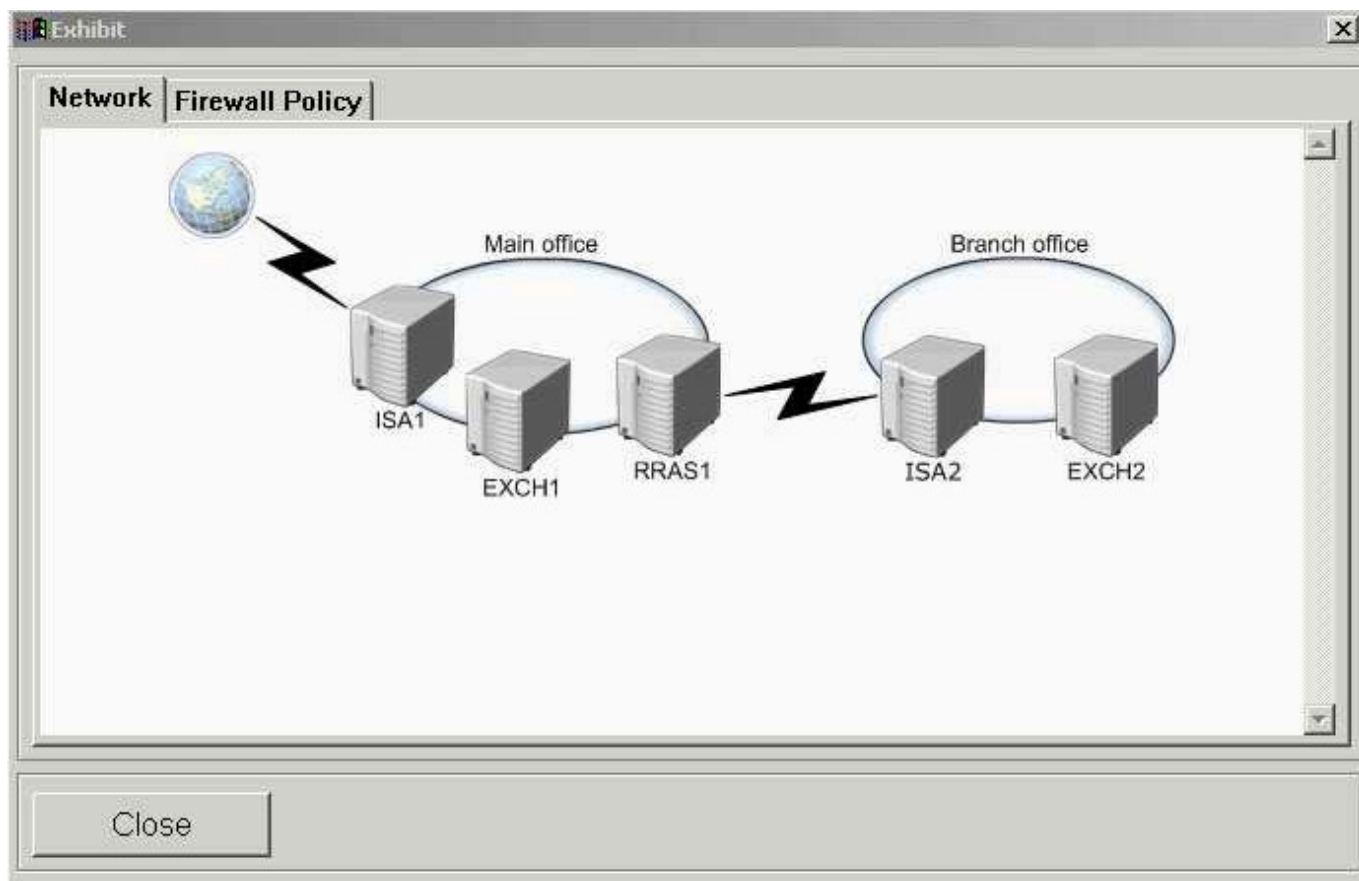 Exhibit
Network
Firewall Policy
Main office
Branch office
ISA1
EXCH1
RRAS1
ISA2
EXCH2
Close